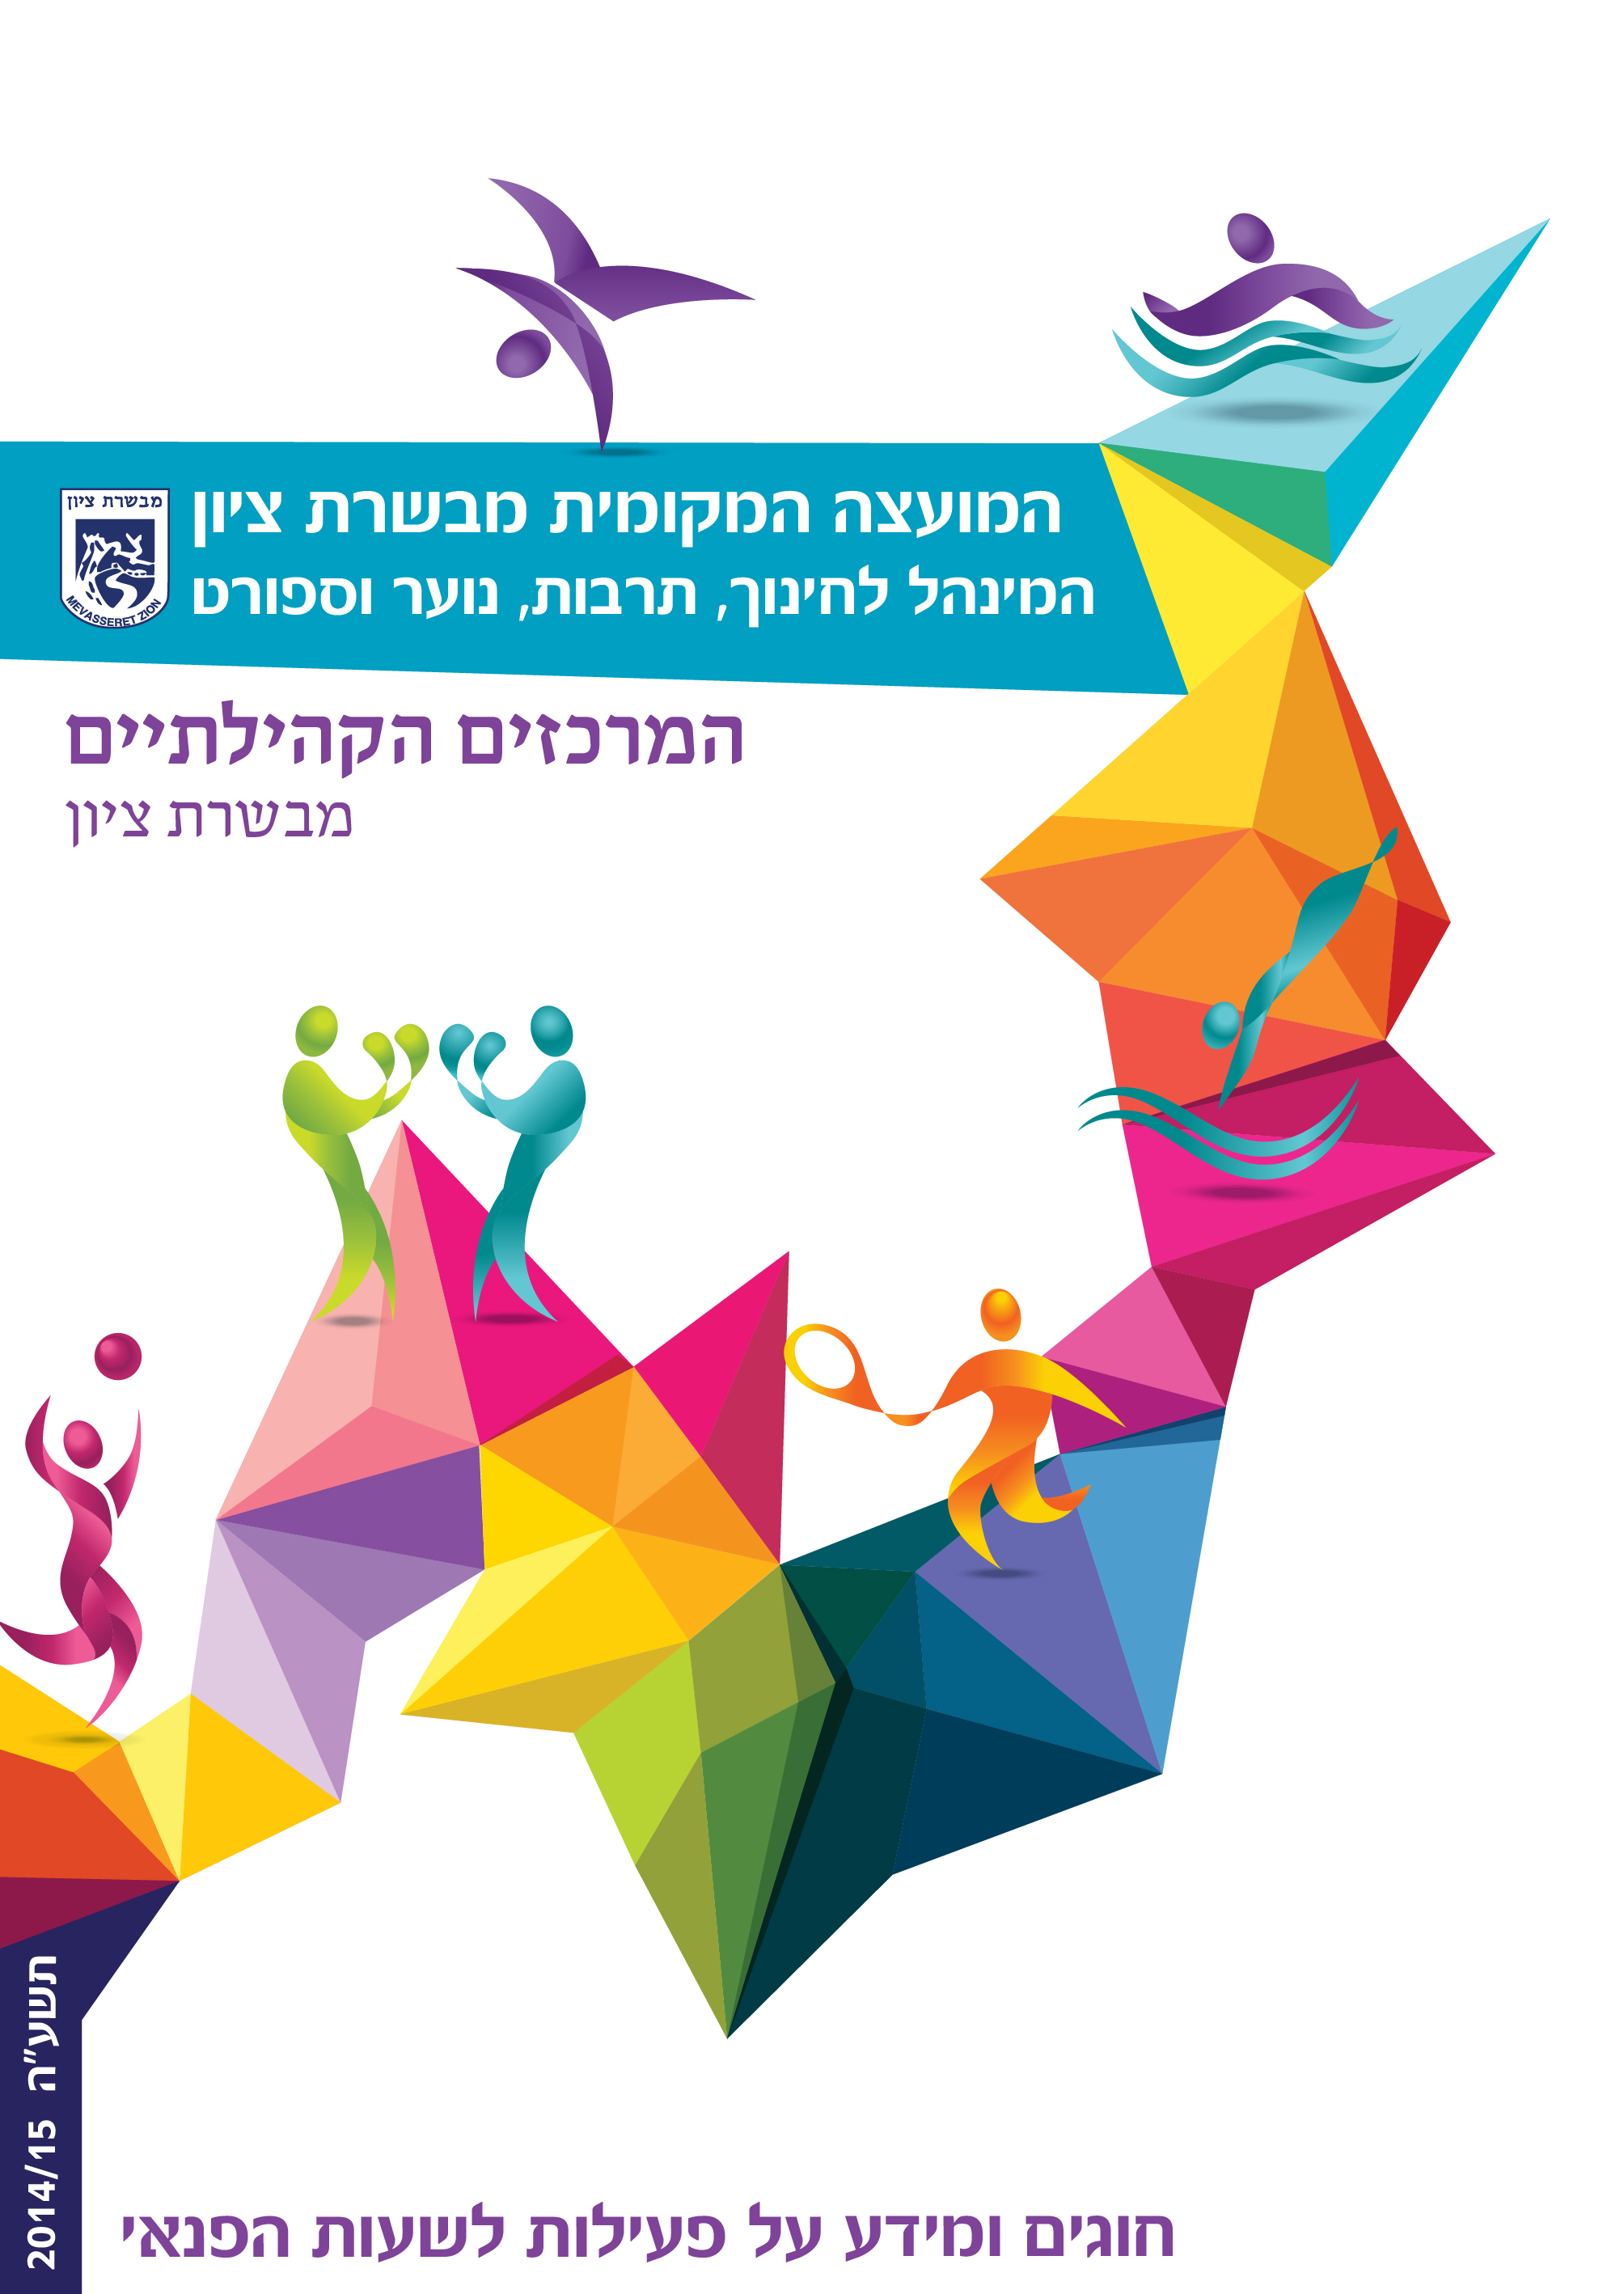 המועצה המקומית מבשרת ציון
המינהל לחינוך, תרבות, נוער וספורט
מבשרת ציון
MEVASSERET ZION
המרכזים הקהילתיים
מבשרת ציון
תשע"ה 2014/15
חוגים ומידע על פעילות לשעות הפנאי